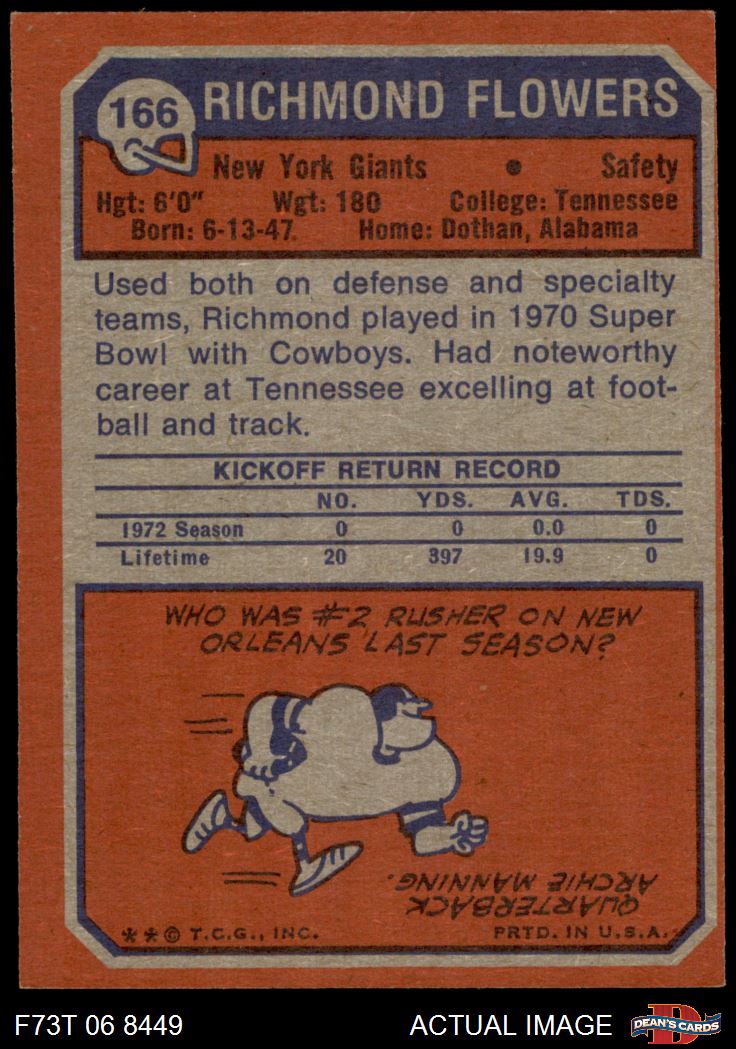 166 RICHMOND FLOWERS
New York Giants • Safety
Hgt: 6'0" Wgt: 180 College: Tennessee
Born: 6-13-47. Home: Dothan, Alabama
Used both on defense and specialty
teams, Richmond played in 1970 Super
Bowl with Cowboys. Had noteworthy
career at Tennessee excelling at foot-
ball and track.
KICKOFF RETURN RECORD
NO. YDS. AVG. TDS.
1972 Season 0 0 0.0 0
Lifetime 20 397 19.9 0
WHO WAS #2 RUSHER ON NEW
ORLEANS LAST SEASON?
QUARTERBACK
ARCHIE MANNING.
**© T.C.G., INC. PRTD. IN U.S.A.
F73T 06 8449 ACTUAL IMAGE D DEAN'S CARDS